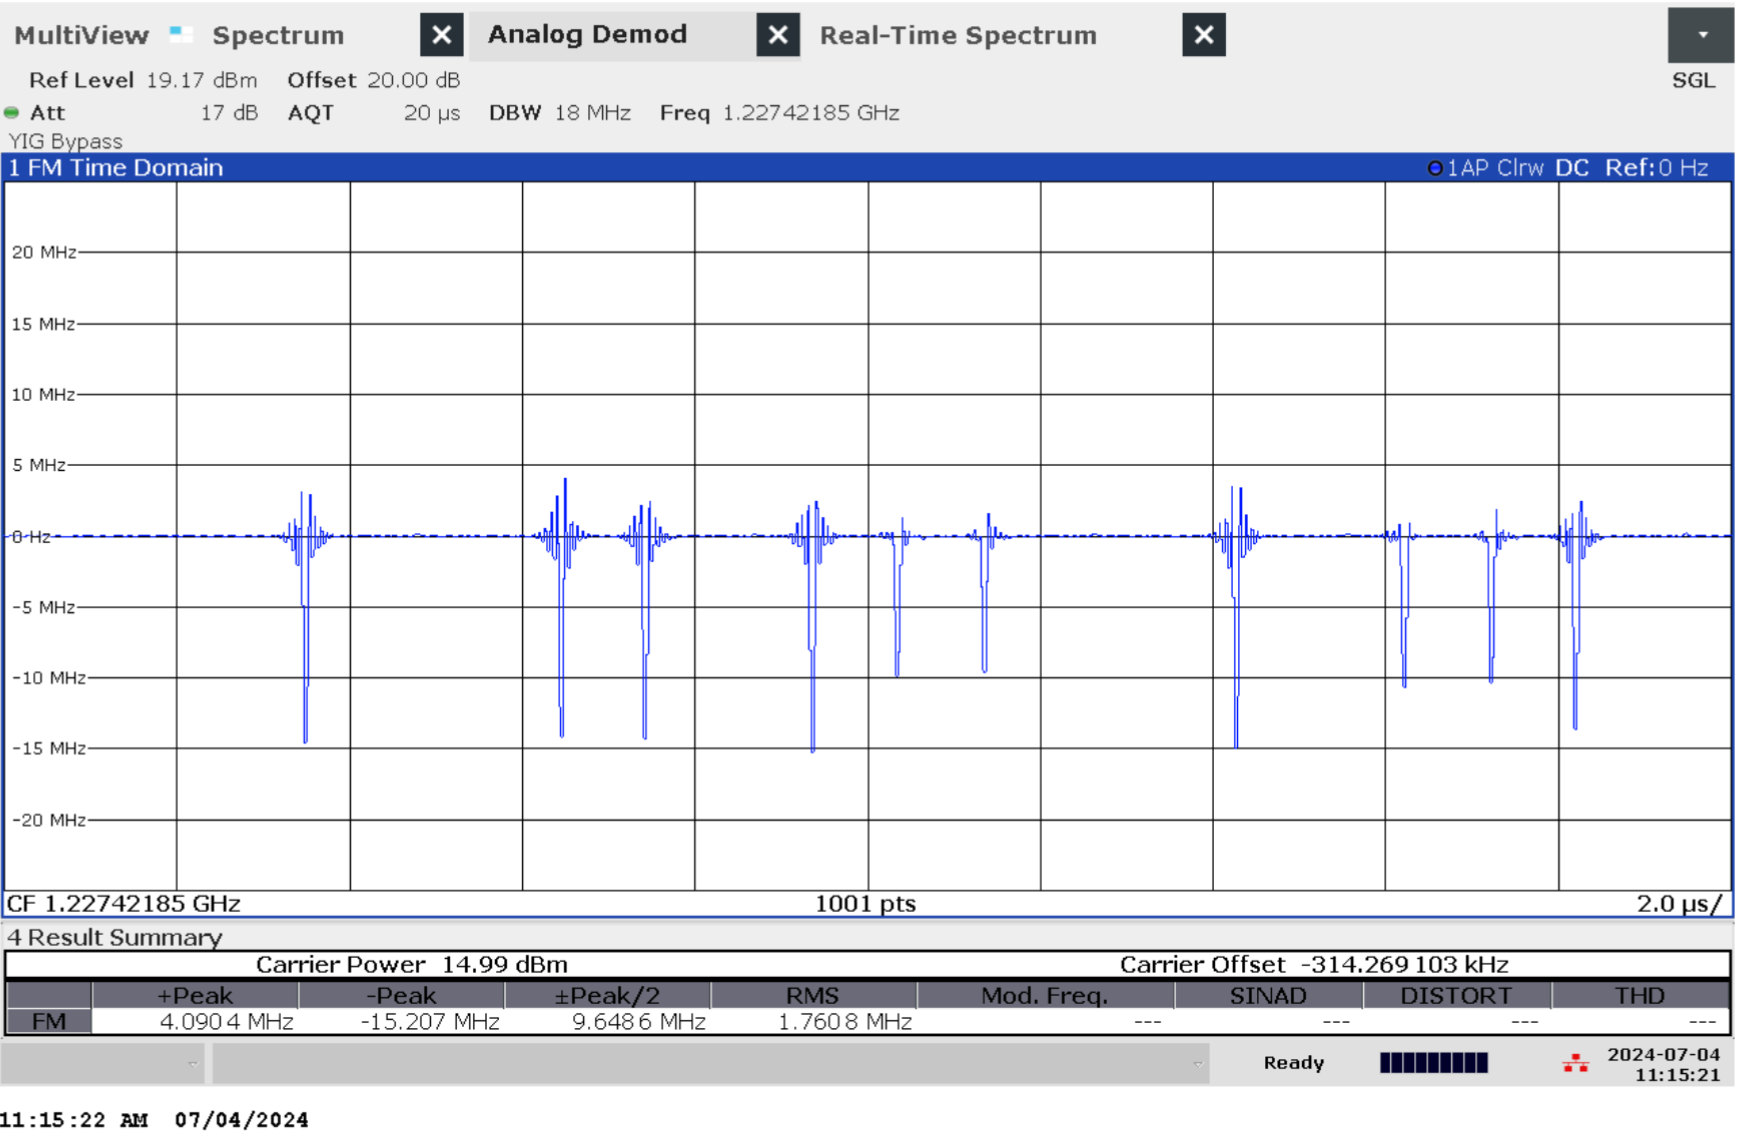 MultiView Spectrum Analog Demod Real-Time Spectrum
Ref Level 19.17 dBm Offset 20.00 dB SGL
Att 17 dB AQT 20 µs DBW 18 MHz Freq 1.22742185 GHz
YIG Bypass
1 FM Time Domain 1AP Clrw DC Ref:0 Hz
20 MHz
15 MHz
10 MHz
5 MHz
0 Hz
-5 MHz
-10 MHz
-15 MHz
-20 MHz
CF 1.22742185 GHz 1001 pts 2.0 µs/
4 Result Summary
Carrier Power 14.99 dBm Carrier Offset -314.269 103 kHz
+Peak -Peak ±Peak/2 RMS Mod. Freq. SINAD DISTORT THD
FM 4.0904 MHz -15.207 MHz 9.6486 MHz 1.7608 MHz --- --- --- ---
Ready 2024-07-04
11:15:21
11:15:22 AM 07/04/2024